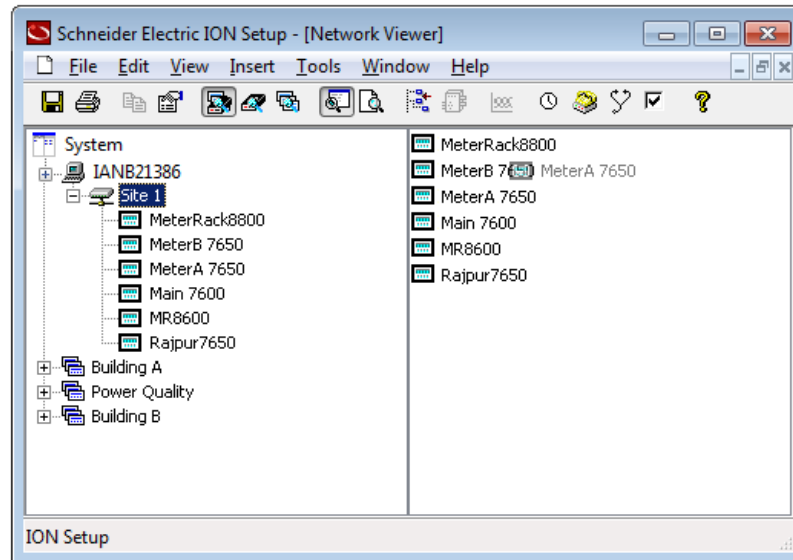 Schneider Electric ION Setup - [Network Viewer]
File Edit View Insert Tools Window Help
System
IANB21386
Site 1
MeterRack8800
MeterB 7650
MeterA 7650
Main 7600
MR8600
Rajpur7650
Building A
Power Quality
Building B
MeterRack8800
MeterB 7650 MeterA 7650
MeterA 7650
Main 7600
MR8600
Rajpur7650
ION Setup